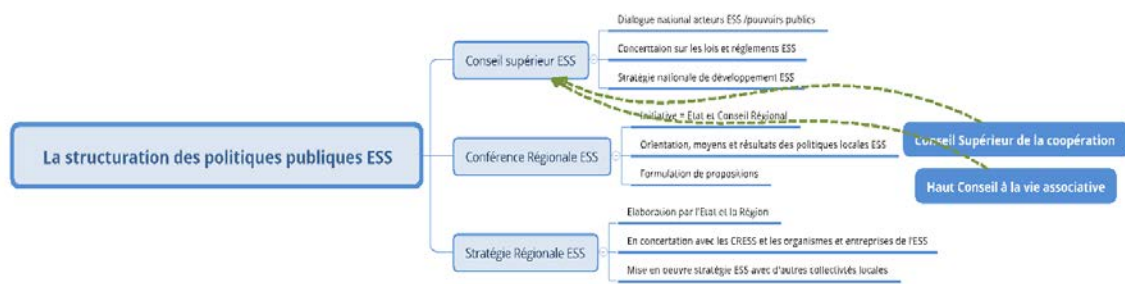 La structuration des politiques publiques ESS
Conseil supérieur ESS
Dialogue national acteurs ESS /pouvoirs publics
Concerttaion sur les lois et réglements ESS
Stratégie nationale de développement ESS
Conférence Régionale ESS
Initiative = Etat et Conseil Régional
Orientation, moyens et résultats des politiques locales ESS
Formulation de propositions
Stratégie Régionale ESS
Elaboration par l'Etat et la Région
En concertation avec les CRESS et les organismes et entreprises de l'ESS
Mise en oeuvre stratégie ESS avec d'autres collectivtés locales
Conseil Supérieur de la coopération
Haut Conseil à la vie associative